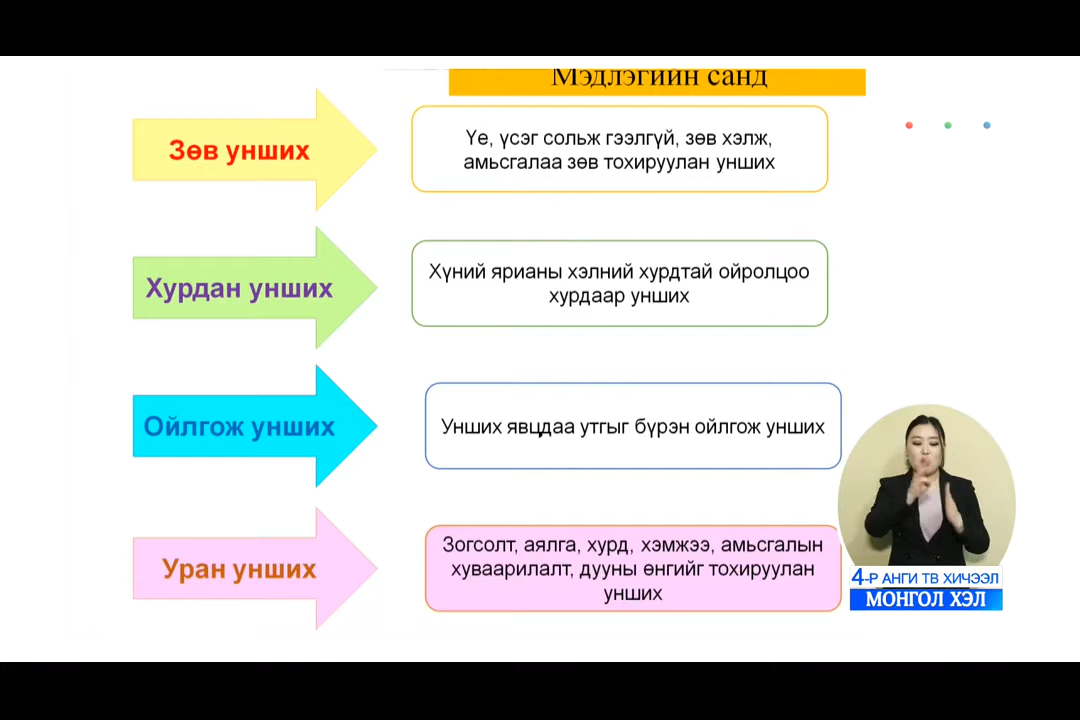 Мэдлэгийн санд
Зөв унших
Үе, үсэг сольж гээлгүй, зөв хэлж,
амьсгалаа зөв тохируулан унших
Хурдан унших
Хүний ярианы хэлний хурдтай ойролцоо
хурдаар унших
Ойлгож унших
Унших явцдаа утгыг бүрэн ойлгож унших
Уран унших
Зогсолт, аялга, хурд, хэмжээ, амьсгалын
хуваарилалт, дууны өнгийг тохируулан
унших
4-Р АНГИ ТВ ХИЧЭЭЛ
МОНГОЛ ХЭЛ